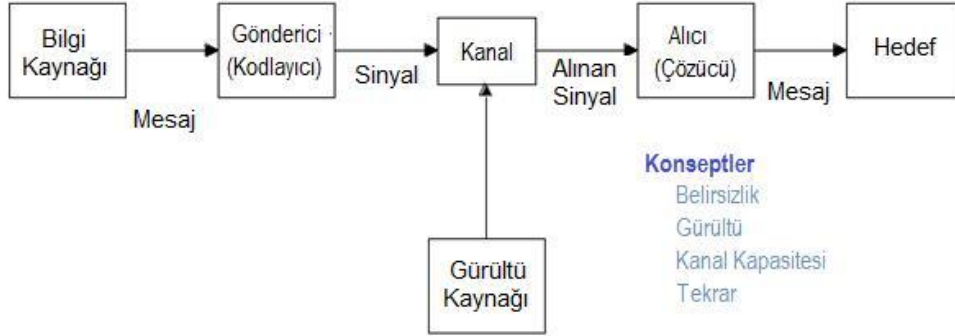 Bilgi
Kaynağı
Mesaj
Gönderici
(Kodlayıcı)
Sinyal
Kanal
Alınan
Sinyal
Alıcı
(Çözücü)
Mesaj
Hedef
Gürültü
Kaynağı
Konseptler
Belirsizlik
Gürültü
Kanal Kapasitesi
Tekrar